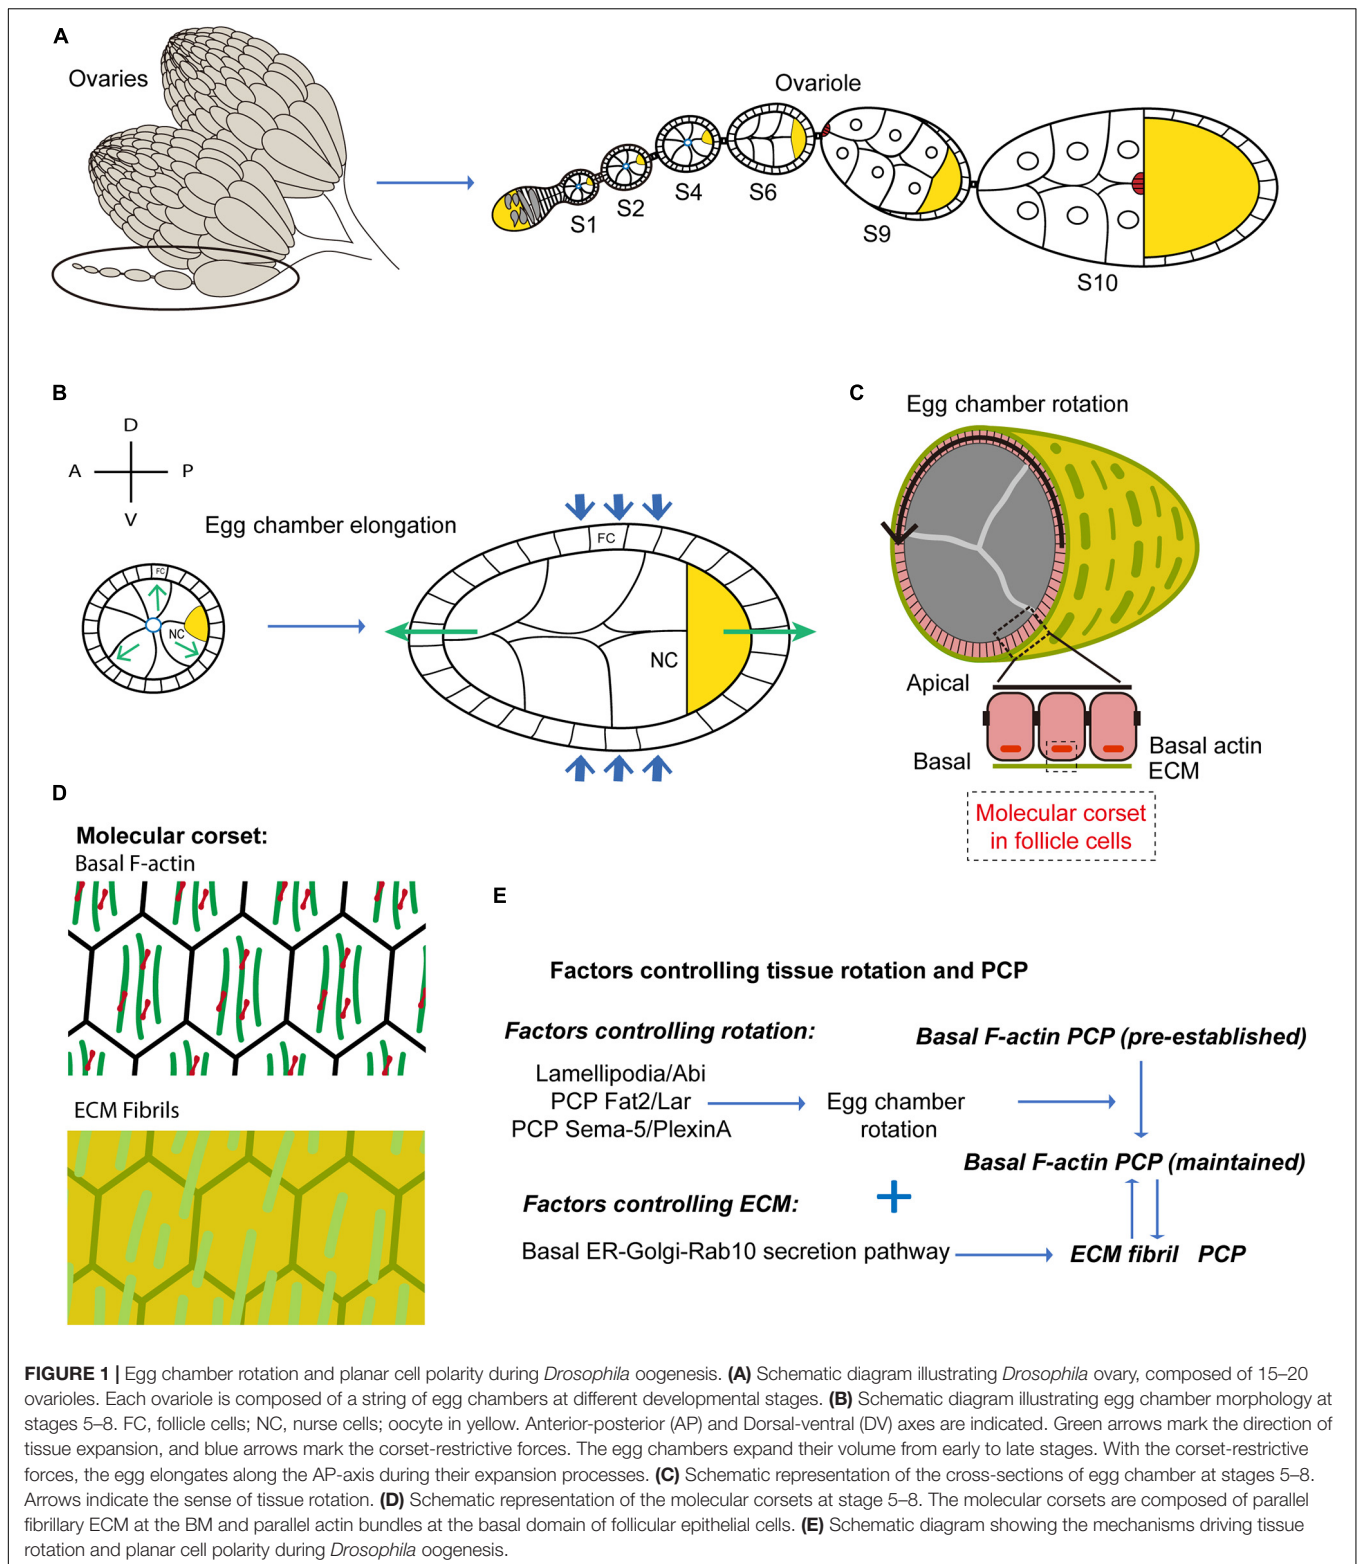 A
Ovaries
Ovariole
S1
S2
S4
S6
S9
S10
B
D
A
P
V
Egg chamber elongation
FC
NC
FC
NC
C
Egg chamber rotation
Apical
Basal
Basal actin
ECM
Molecular corset
in follicle cells
D
Molecular corset:
Basal F-actin
ECM Fibrils
E
Factors controlling tissue rotation and PCP
Factors controlling rotation:
Lamellipodia/Abi
PCP Fat2/Lar
PCP Sema-5/PlexinA
Egg chamber
rotation
Basal F-actin PCP (pre-established)
Basal F-actin PCP (maintained)
+
Factors controlling ECM:
Basal ER-Golgi-Rab10 secretion pathway
ECM fibril PCP
FIGURE 1 | Egg chamber rotation and planar cell polarity during Drosophila oogenesis. (A) Schematic diagram illustrating Drosophila ovary, composed of 15–20
ovarioles. Each ovariole is composed of a string of egg chambers at different developmental stages. (B) Schematic diagram illustrating egg chamber morphology at
stages 5–8. FC, follicle cells; NC, nurse cells; oocyte in yellow. Anterior-posterior (AP) and Dorsal-ventral (DV) axes are indicated. Green arrows mark the direction of
tissue expansion, and blue arrows mark the corset-restrictive forces. The egg chambers expand their volume from early to late stages. With the corset-restrictive
forces, the egg elongates along the AP-axis during their expansion processes. (C) Schematic representation of the cross-sections of egg chamber at stages 5–8.
Arrows indicate the sense of tissue rotation. (D) Schematic representation of the molecular corsets at stage 5–8. The molecular corsets are composed of parallel
fibrillary ECM at the BM and parallel actin bundles at the basal domain of follicular epithelial cells. (E) Schematic diagram showing the mechanisms driving tissue
rotation and planar cell polarity during Drosophila oogenesis.